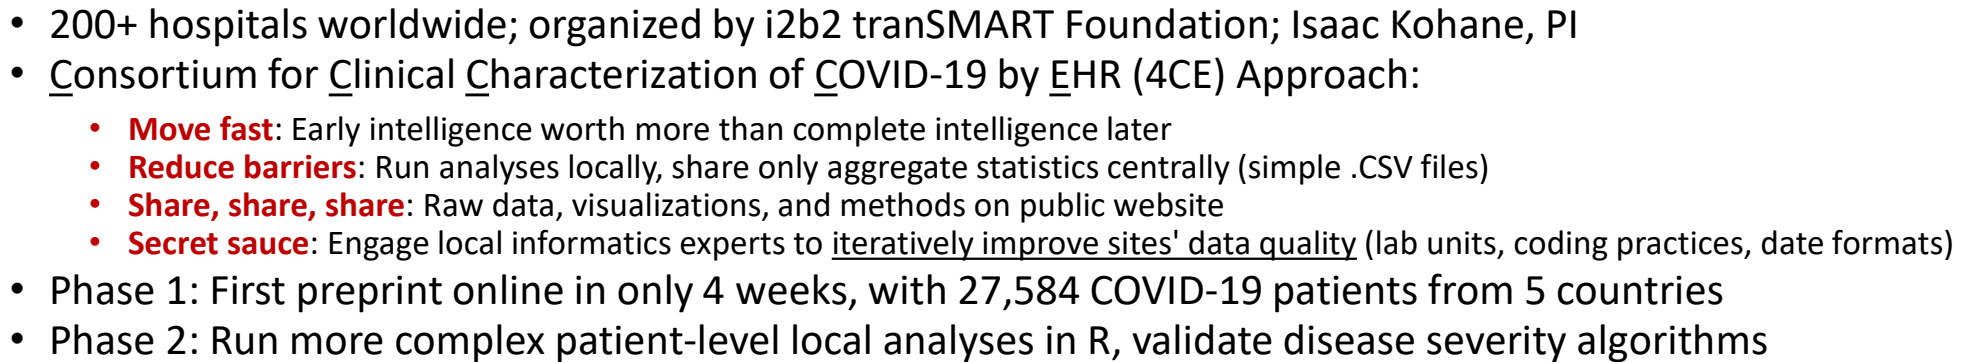 • 200+ hospitals worldwide; organized by i2b2 tranSMART Foundation; Isaac Kohane, PI
• Consortium for Clinical Characterization of COVID-19 by EHR (4CE) Approach:
• Move fast: Early intelligence worth more than complete intelligence later
• Reduce barriers: Run analyses locally, share only aggregate statistics centrally (simple .CSV files)
• Share, share, share: Raw data, visualizations, and methods on public website
• Secret sauce: Engage local informatics experts to iteratively improve sites' data quality (lab units, coding practices, date formats)
• Phase 1: First preprint online in only 4 weeks, with 27,584 COVID-19 patients from 5 countries
• Phase 2: Run more complex patient-level local analyses in R, validate disease severity algorithms